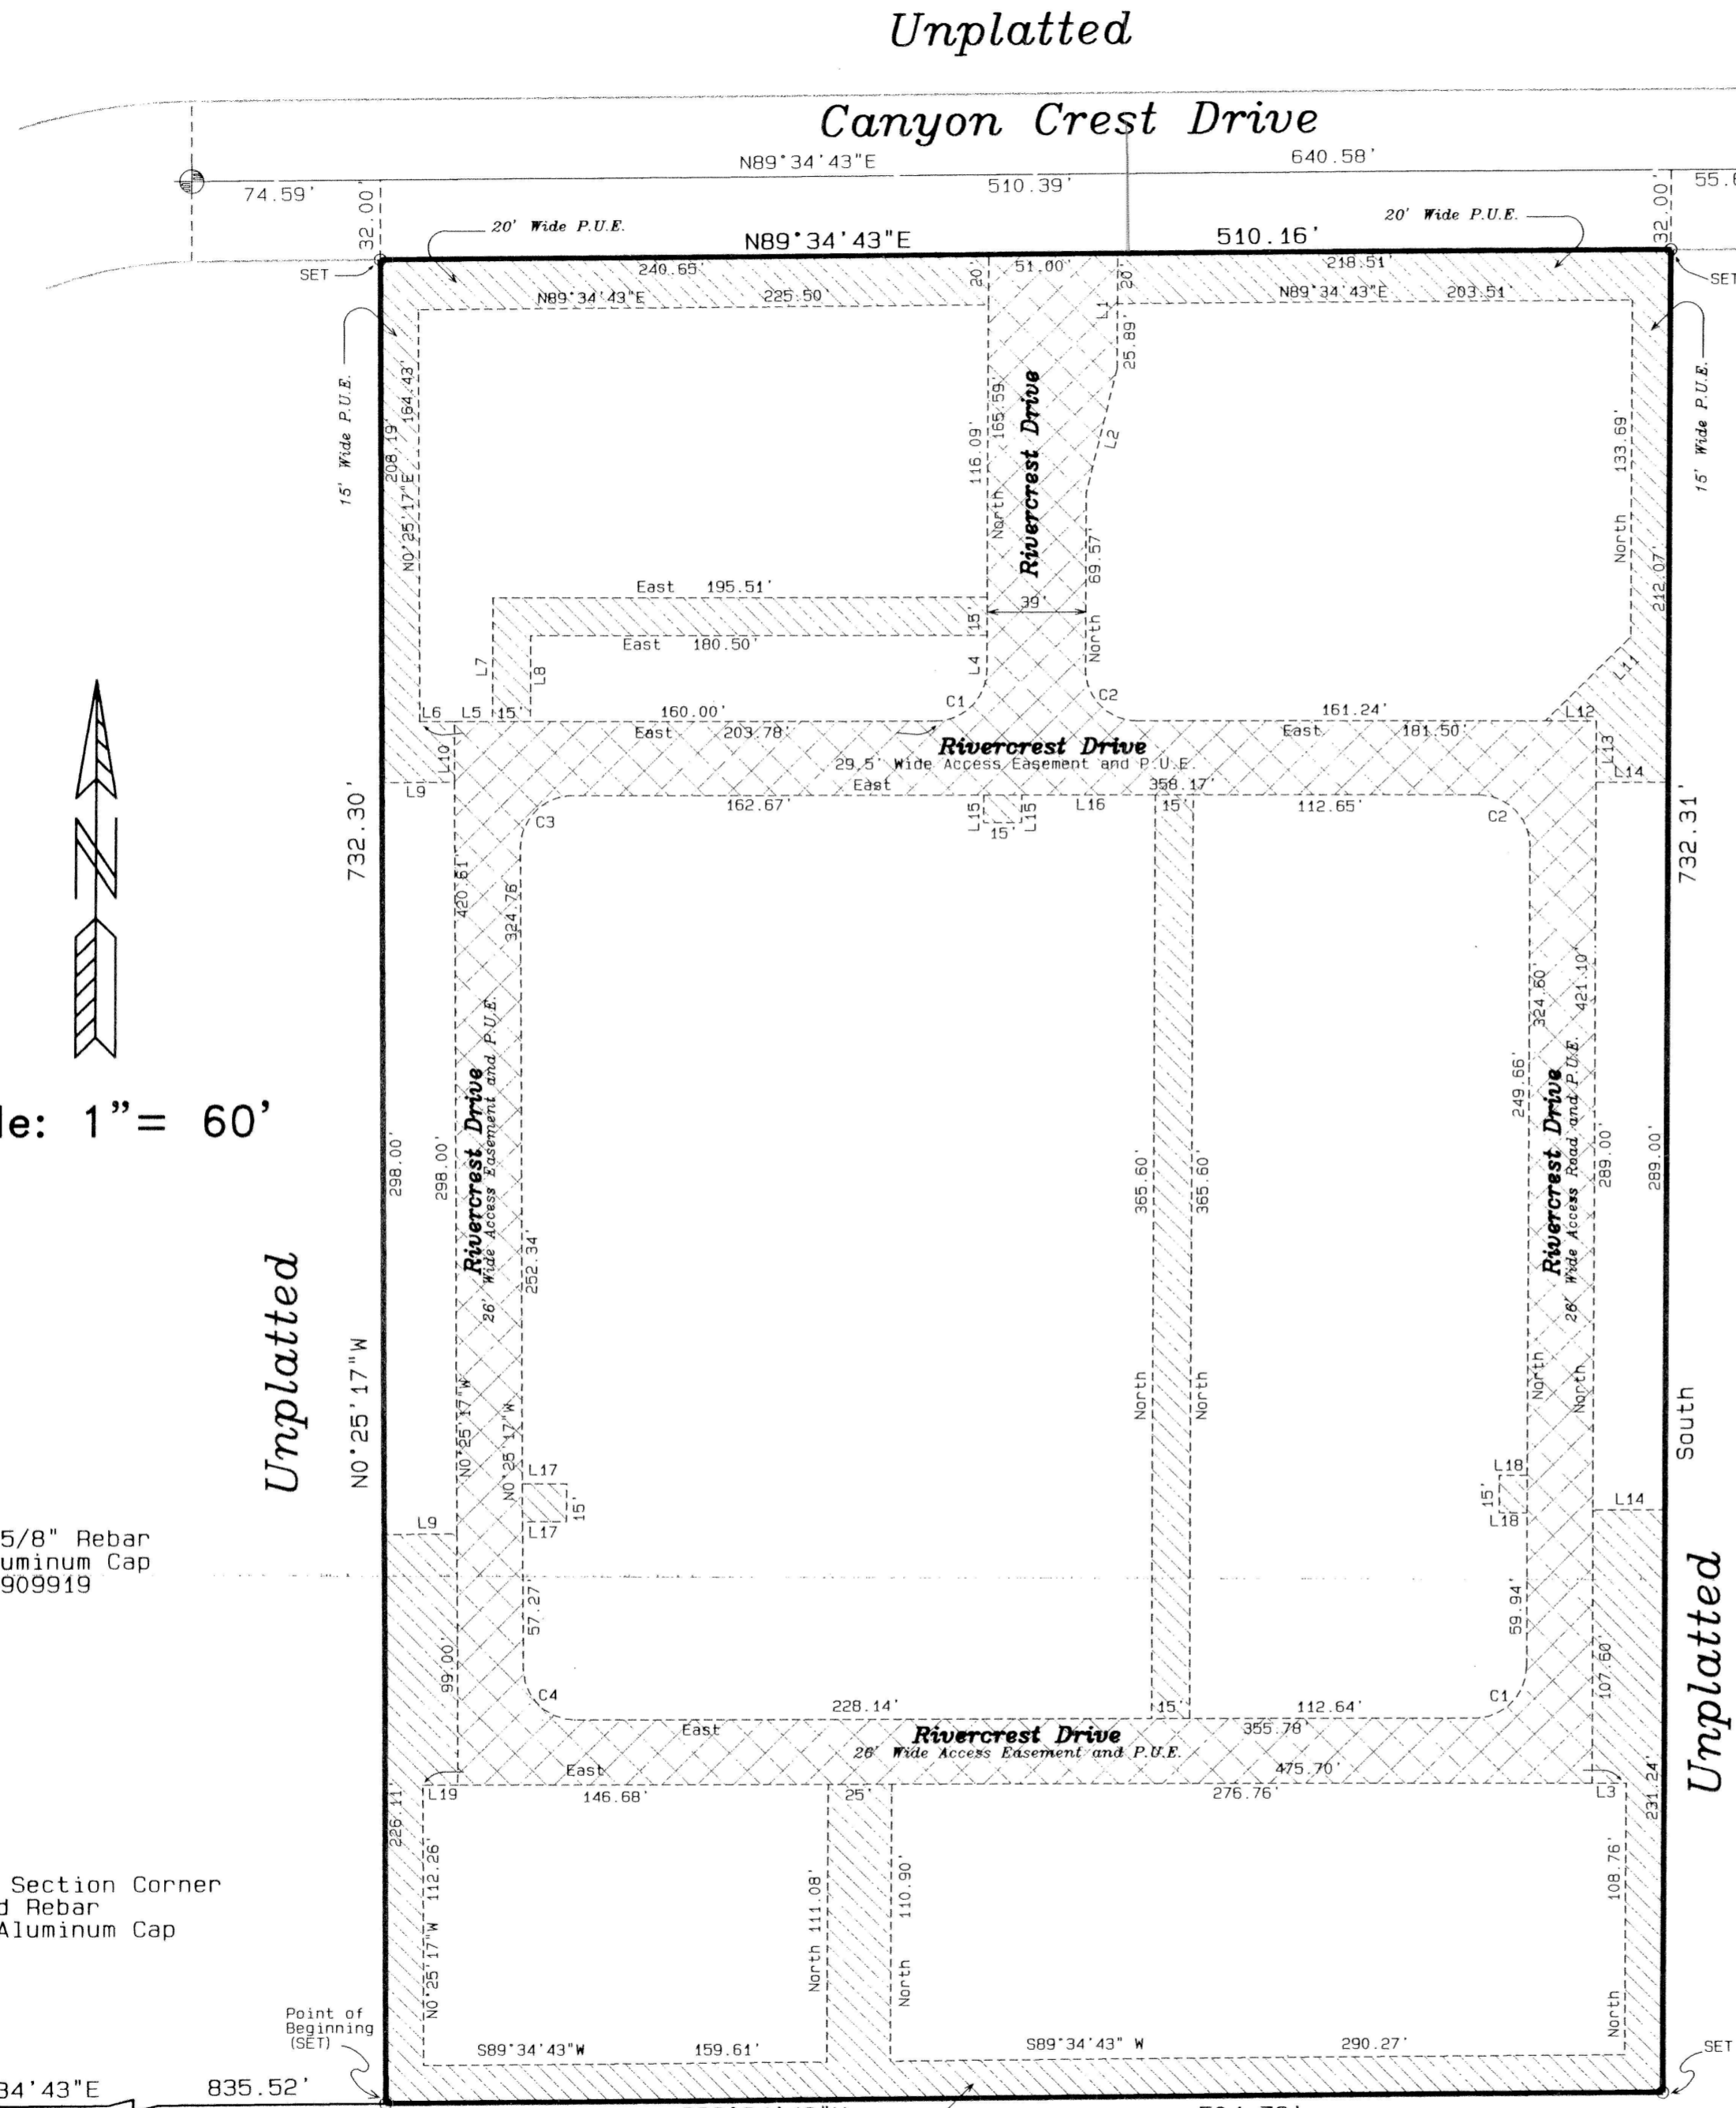 Unplatted
Canyon Crest Drive
N89°34'43"E
640.58'
74.59'
510.39'
55.6
32.00'
32.00'
20' Wide P.U.E.
20' Wide P.U.E.
N89°34'43"E
510.16'
SET
SET
240.65'
20'
51.00'
20'
218.51'
N89°34'43"E
225.50'
N89°34'43"E
203.51'
15' Wide P.U.E.
15' Wide P.U.E.
208.19'
N0°25'17"E 164.43'
L1
25.89'
L2
116.09'
North 165.59'
Rivercrest Drive
69.57'
North
39'
North 133.69'
212.07'
East 195.51'
East 180.50'
15'
L4
L7
L8
C1
C2
L11
L6
L5
15'
160.00'
161.24'
L12
East 203.78'
East 181.50'
Rivercrest Drive
29.5' Wide Access Easement and P.U.E.
L10
L13
L9
L14
East
358.17'
162.67'
L15
15'
L15
L16
15'
112.65'
C3
C2
732.30'
732.31'
420.61'
324.76'
324.60'
421.10'
le: 1"= 60'
Rivercrest Drive
26' Wide Access Easement and P.U.E.
Rivercrest Drive
26' Wide Access Road and P.U.E.
298.00'
298.00'
252.34'
365.60'
365.60'
249.66'
289.00'
289.00'
Unplatted
N0°25'17"W
N0°25'17"W
N0°25'17"W
North
North
North
North
South
L17
15'
L17
L18
15'
L18
L9
L14
5/8" Rebar
uminum Cap
909919
Unplatted
99.00'
57.27'
59.94'
107.60'
C4
C1
228.14'
15'
112.64'
East
Rivercrest Drive
355.78'
26' Wide Access Easement and P.U.E.
East
475.70'
L19
146.68'
25'
276.76'
L3
226.11'
231.24'
N0°25'17"W 112.26'
North 111.08'
North 110.90'
North 108.76'
Section Corner
d Rebar
Aluminum Cap
Point of
Beginning
(SET)
S89°34'43"W
159.61'
S89°34'43" W
290.27'
SET
34'43"E
835.52'